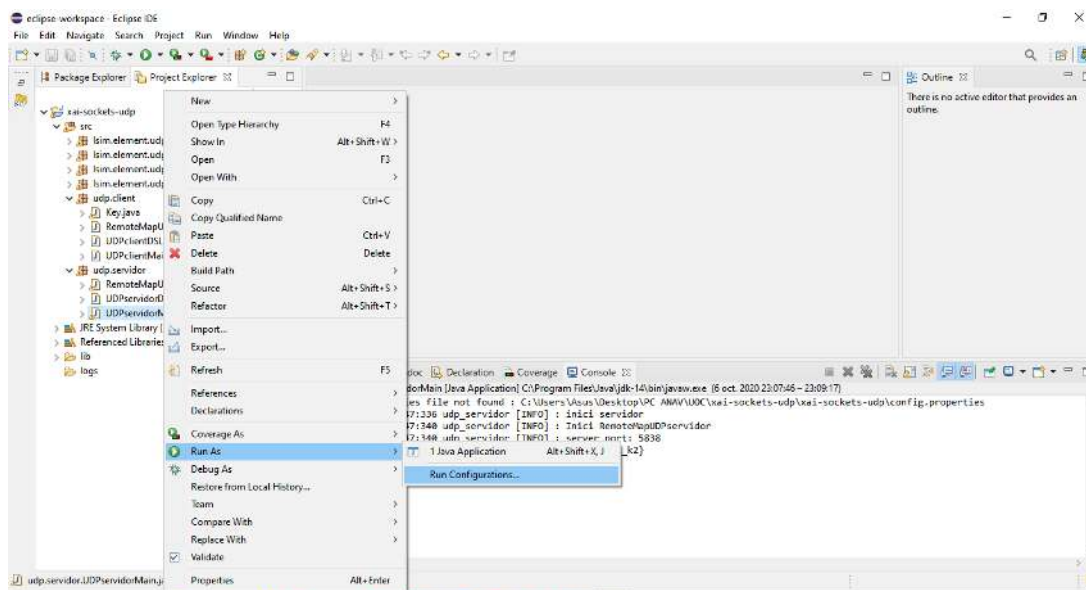 eclipse-workspace - Eclipse IDE
File Edit Navigate Search Project Run Window Help
Package Explorer Project Explorer
Outline
There is no active editor that provides an
outline.
xai-sockets-udp
src
lsim.element.udp
lsim.element.udp
lsim.element.udp
lsim.element.udp
udp.client
Key.java
RemoteMapU
UDPclientDSL
UDPclientMai
udp.servidor
RemoteMapU
UDPservidorD
UDPservidorM
JRE System Library [
Referenced Libraries
lib
logs
New
Open Type Hierarchy F4
Show In Alt+Shift+W
Open F3
Open With
Copy Ctrl+C
Copy Qualified Name
Paste Ctrl+V
Delete Delete
Build Path
Source Alt+Shift+S
Refactor Alt+Shift+T
Import...
Export...
Refresh F5
References
Declarations
Coverage As
Run As
Debug As
Restore from Local History...
Team
Compare With
Replace With
Validate
Properties Alt+Enter
1 Java Application Alt+Shift+X, J
Run Configurations...
doc Declaration Coverage Console
dorMain [Java Application] C:\Program Files\Java\jdk-14\bin\javaw.exe (6 oct. 2020 23:07:46 – 23:09:17)
es file not found : C:\Users\Asus\Desktop\PC ANAV\UOC\xai-sockets-udp\xai-sockets-udp\config.properties
47:336 udp_servidor [INFO] : inici servidor
47:340 udp_servidor [INFO] : Inici RemoteMapUDPservidor
47:340 udp_servidor [INFO] : server port: 5838
_k2}
udp.servidor.UDPservidorMain.j